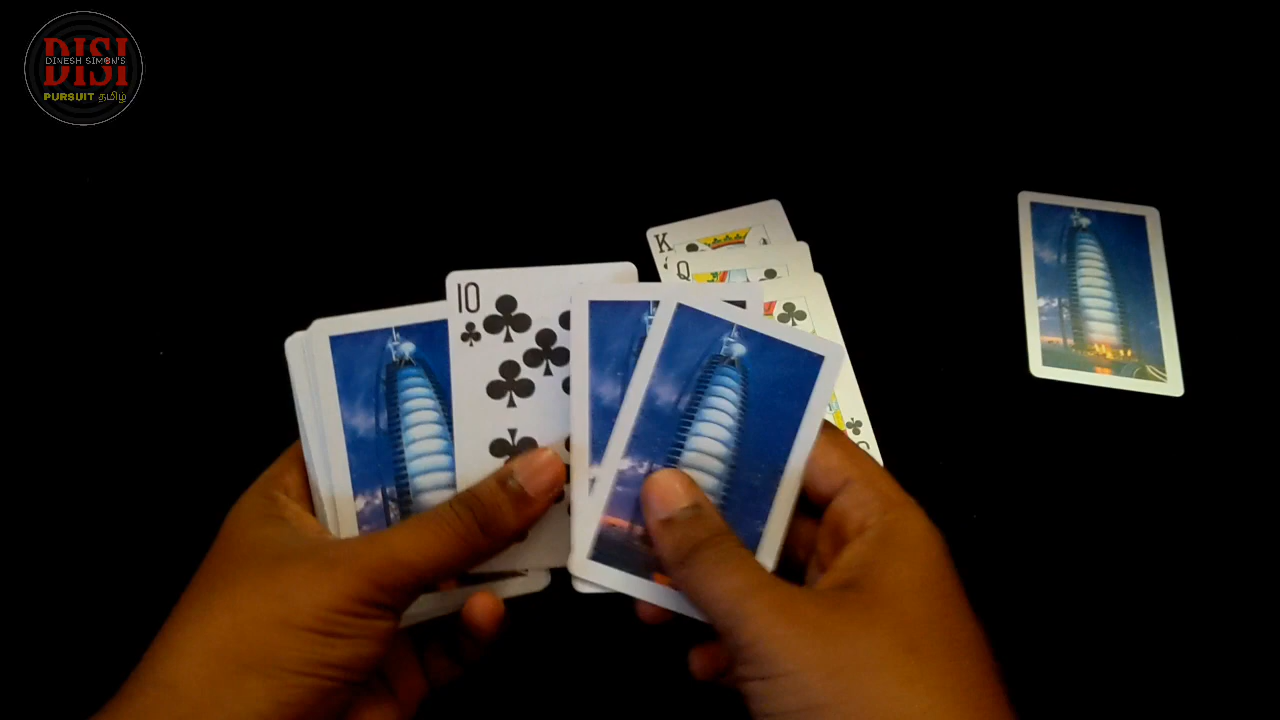 DISI
DINESH SIMON'S
PURSUIT தமிழ்
K
Q
10